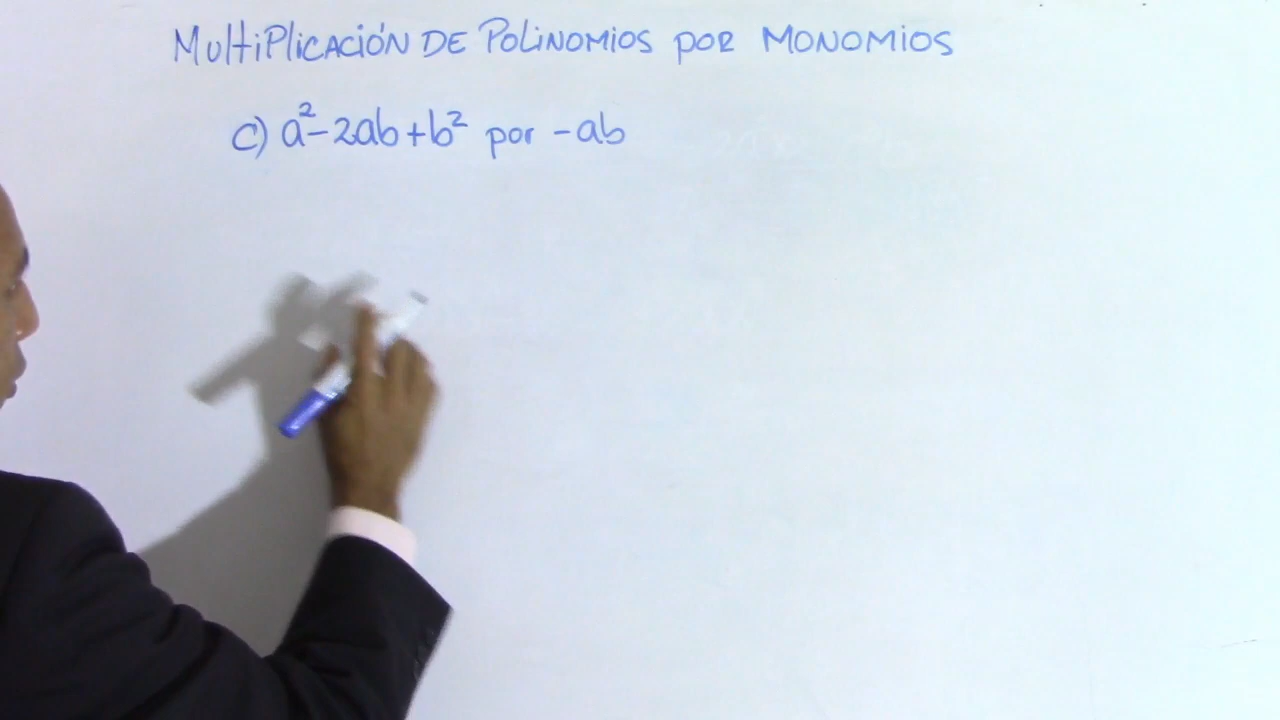 MultiPlicación DE Polinomios por MONOMIOS
c) a²-2ab+b² por -ab